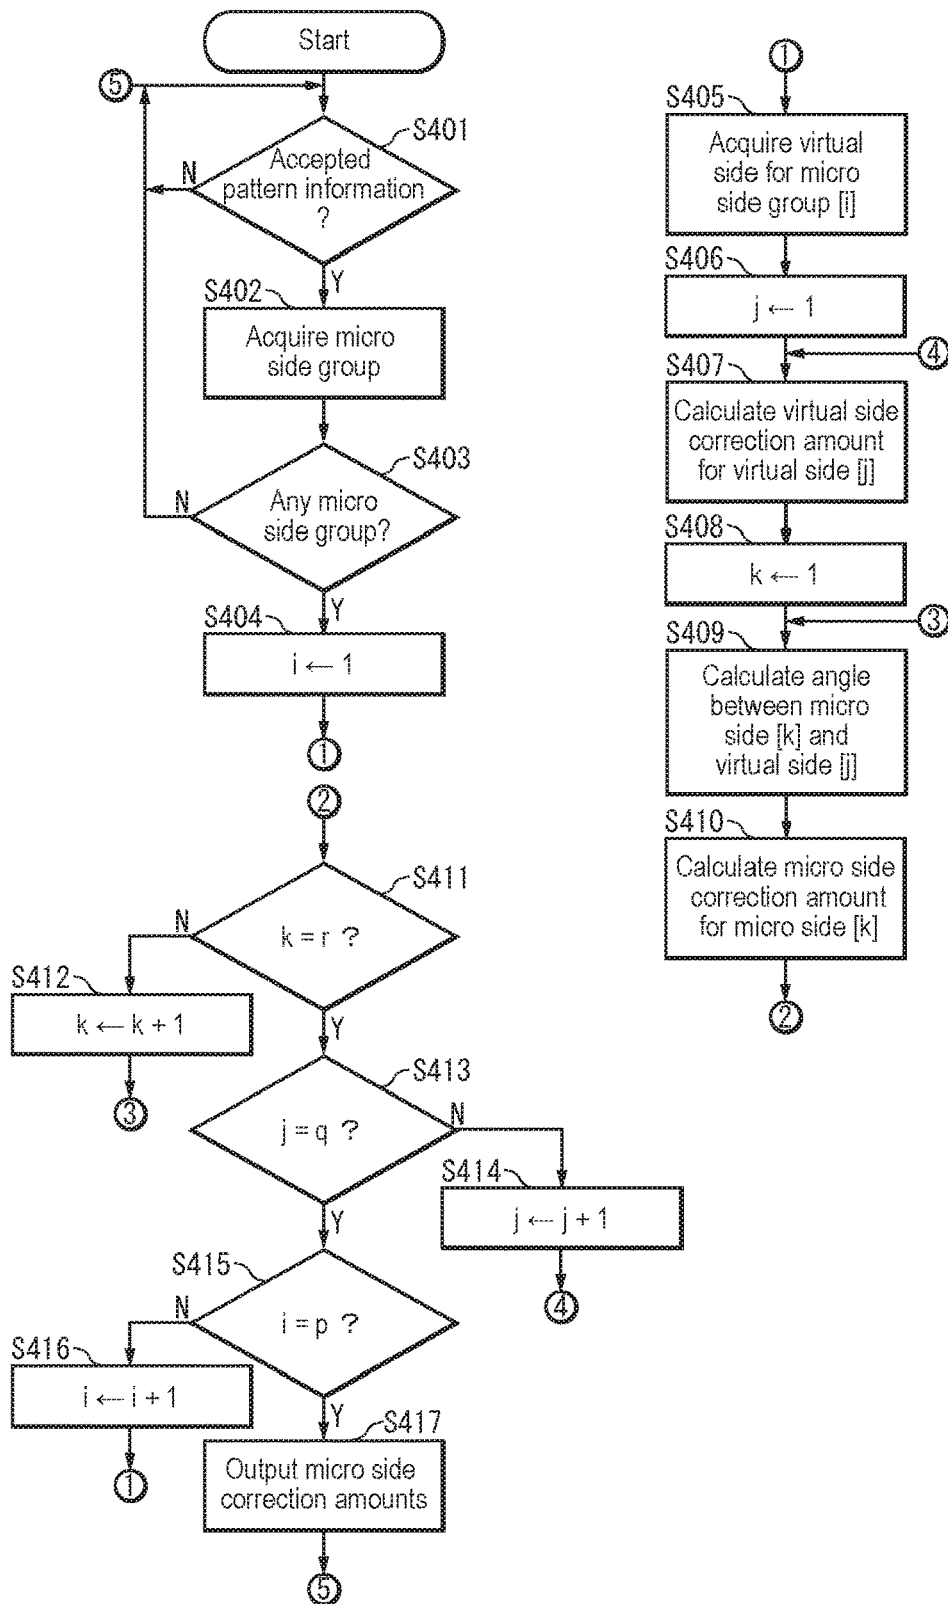 Start
⑤
S401
Accepted
pattern information
?
N
Y
S402
Acquire micro
side group
S403
Any micro
side group?
N
Y
S404
i ← 1
①
②
S411
k = r ?
N
Y
S412
k ← k + 1
③
S413
j = q ?
N
Y
S414
j ← j + 1
④
S415
i = p ?
N
Y
S416
i ← i + 1
①
S417
Output micro side
correction amounts
⑤
①
S405
Acquire virtual
side for micro
side group [i]
S406
j ← 1
④
S407
Calculate virtual side
correction amount
for virtual side [j]
S408
k ← 1
③
S409
Calculate angle
between micro
side [k] and
virtual side [j]
S410
Calculate micro side
correction amount
for micro side [k]
②